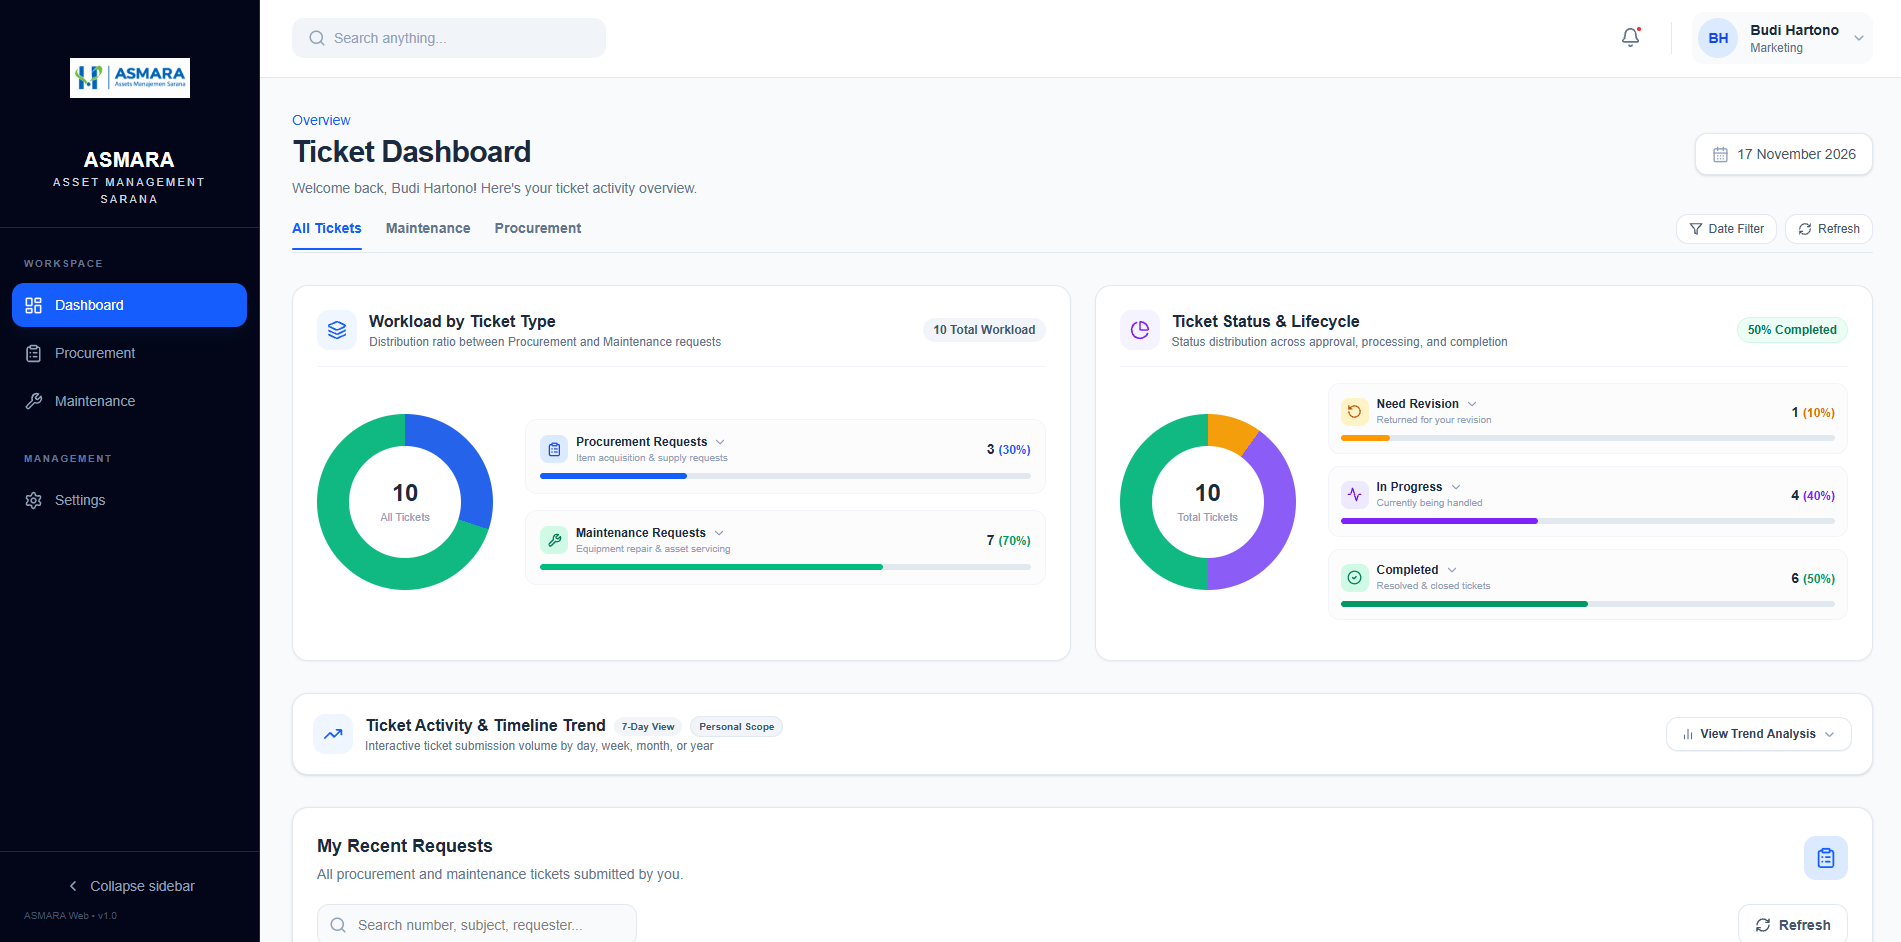 ASMARA
Assets Manajemen Sarana
ASMARA
ASSET MANAGEMENT
SARANA
WORKSPACE
Dashboard
Procurement
Maintenance
MANAGEMENT
Settings
Collapse sidebar
ASMARA Web • v1.0
Search anything...
BH
Budi Hartono
Marketing
Overview
Ticket Dashboard
Welcome back, Budi Hartono! Here's your ticket activity overview.
17 November 2026
All Tickets Maintenance Procurement
Date Filter Refresh
Workload by Ticket Type
Distribution ratio between Procurement and Maintenance requests
10 Total Workload
10
All Tickets
Procurement Requests
Item acquisition & supply requests
3 (30%)
Maintenance Requests
Equipment repair & asset servicing
7 (70%)
Ticket Status & Lifecycle
Status distribution across approval, processing, and completion
50% Completed
10
Total Tickets
Need Revision
Returned for your revision
1 (10%)
In Progress
Currently being handled
4 (40%)
Completed
Resolved & closed tickets
6 (50%)
Ticket Activity & Timeline Trend 7-Day View Personal Scope
Interactive ticket submission volume by day, week, month, or year
View Trend Analysis
My Recent Requests
All procurement and maintenance tickets submitted by you.
Search number, subject, requester...
Refresh